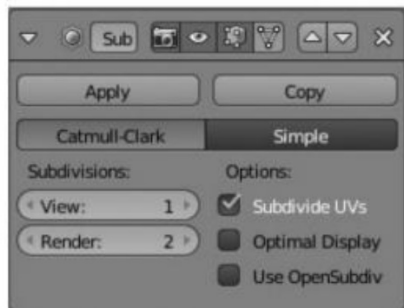 Sub
Apply Copy
Catmull-Clark Simple
Subdivisions: Options:
View: 1 Subdivide UVs
Render: 2 Optimal Display
Use OpenSubdiv